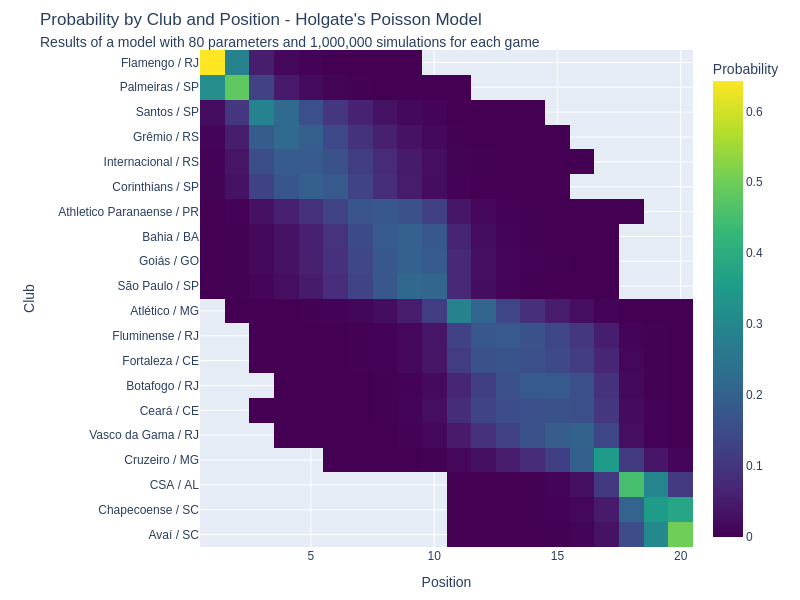 Probability by Club and Position - Holgate's Poisson Model
Results of a model with 80 parameters and 1,000,000 simulations for each game
Probability
Flamengo / RJ
Palmeiras / SP
Santos / SP
Grêmio / RS
Internacional / RS
Corinthians / SP
Athletico Paranaense / PR
Bahia / BA
Goiás / GO
São Paulo / SP
Atlético / MG
Fluminense / RJ
Fortaleza / CE
Botafogo / RJ
Ceará / CE
Vasco da Gama / RJ
Cruzeiro / MG
CSA / AL
Chapecoense / SC
Avaí / SC
Club
5
10
15
20
Position
0.6
0.5
0.4
0.3
0.2
0.1
0